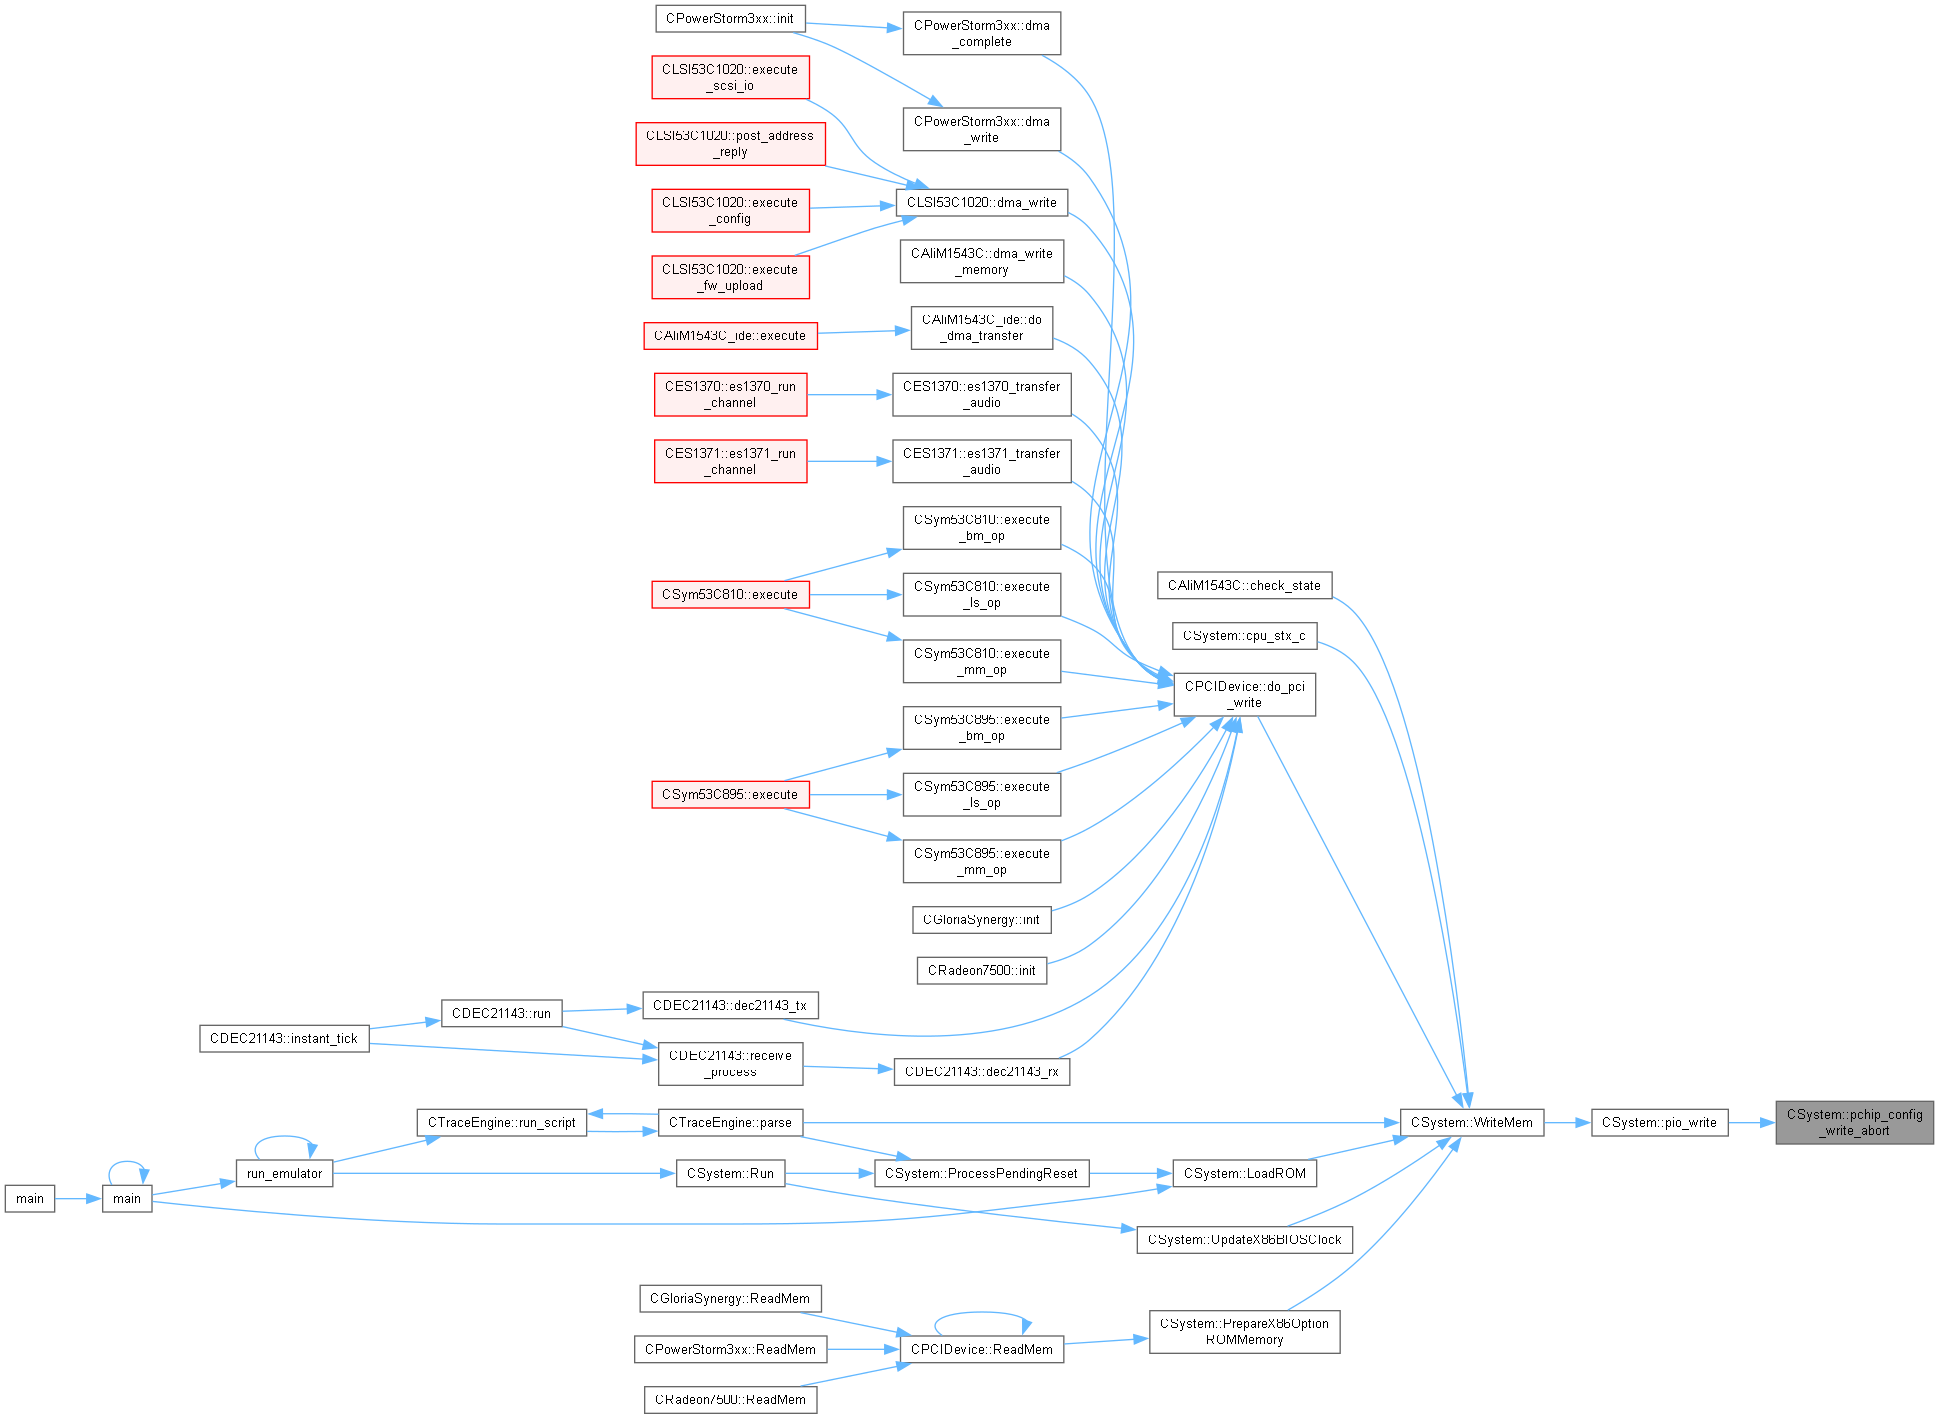 CPowerStorm3xx::init
CPowerStorm3xx::dma
_complete
CLSI53C1020::execute
_scsi_io
CPowerStorm3xx::dma
_write
CLSI53C1020::post_address
_reply
CLSI53C1020::execute
_config
CLSI53C1020::dma_write
CLSI53C1020::execute
_fw_upload
CAliM1543C::dma_write
_memory
CAliM1543C_ide::execute
CAliM1543C_ide::do
_dma_transfer
CES1370::es1370_run
_channel
CES1370::es1370_transfer
_audio
CES1371::es1371_run
_channel
CES1371::es1371_transfer
_audio
CSym53C810::execute
_bm_op
CSym53C810::execute
CSym53C810::execute
_ls_op
CSym53C810::execute
_mm_op
CAliM1543C::check_state
CSystem::cpu_stx_c
CPCIDevice::do_pci
_write
CSym53C895::execute
_bm_op
CSym53C895::execute
CSym53C895::execute
_ls_op
CSym53C895::execute
_mm_op
CGloriaSynergy::init
CRadeon7500::init
CDEC21143::dec21143_tx
CDEC21143::run
CDEC21143::instant_tick
CDEC21143::receive
_process
CDEC21143::dec21143_rx
CTraceEngine::run_script
CTraceEngine::parse
CSystem::WriteMem
CSystem::pio_write
CSystem::pchip_config
_write_abort
run_emulator
CSystem::Run
CSystem::ProcessPendingReset
CSystem::LoadROM
main
main
CSystem::UpdateX86BIOSClock
CGloriaSynergy::ReadMem
CPowerStorm3xx::ReadMem
CPCIDevice::ReadMem
CSystem::PrepareX86Option
ROMMemory
CRadeon7500::ReadMem